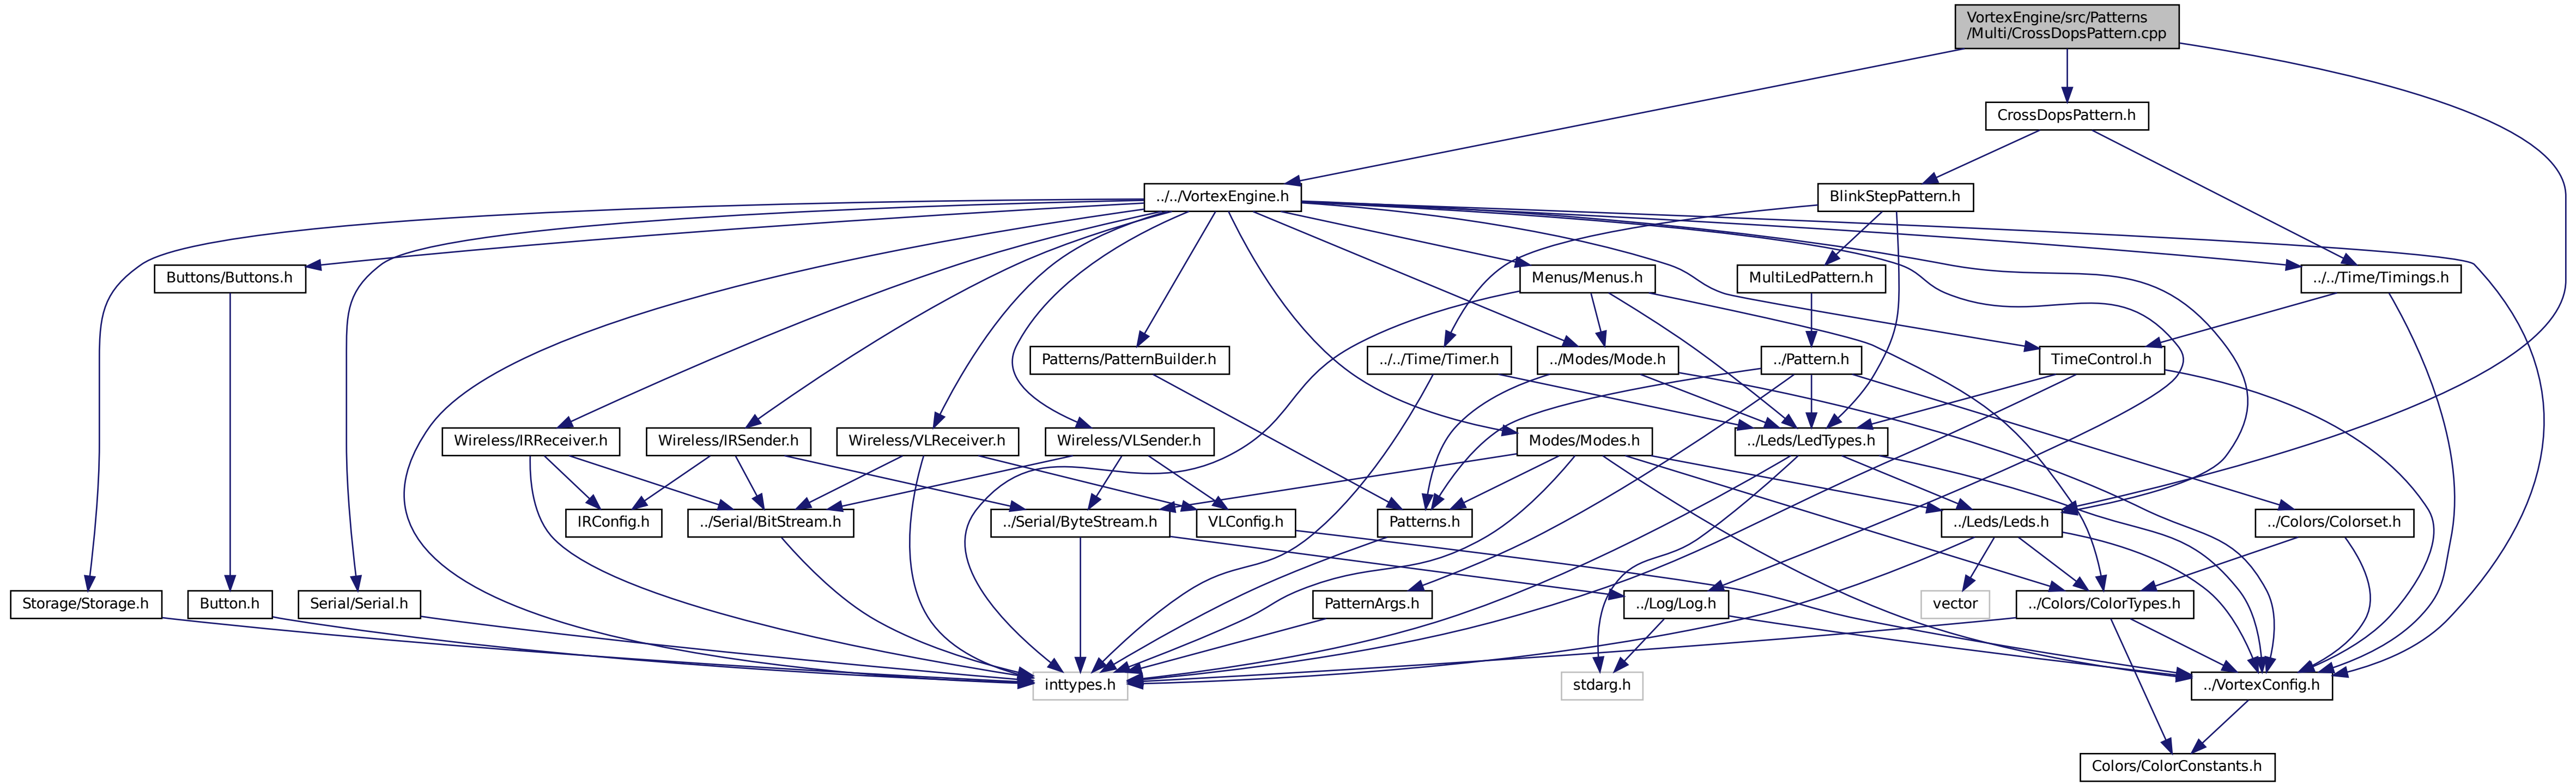 VortexEngine/src/Patterns
/Multi/CrossDopsPattern.cpp
CrossDopsPattern.h
../../VortexEngine.h
BlinkStepPattern.h
Buttons/Buttons.h
Menus/Menus.h
MultiLedPattern.h
../../Time/Timings.h
Patterns/PatternBuilder.h
../../Time/Timer.h
../Modes/Mode.h
../Pattern.h
TimeControl.h
Wireless/IRReceiver.h
Wireless/IRSender.h
Wireless/VLReceiver.h
Wireless/VLSender.h
Modes/Modes.h
../Leds/LedTypes.h
IRConfig.h
../Serial/BitStream.h
../Serial/ByteStream.h
VLConfig.h
Patterns.h
../Leds/Leds.h
../Colors/Colorset.h
Storage/Storage.h
Button.h
Serial/Serial.h
PatternArgs.h
../Log/Log.h
vector
../Colors/ColorTypes.h
inttypes.h
stdarg.h
../VortexConfig.h
Colors/ColorConstants.h